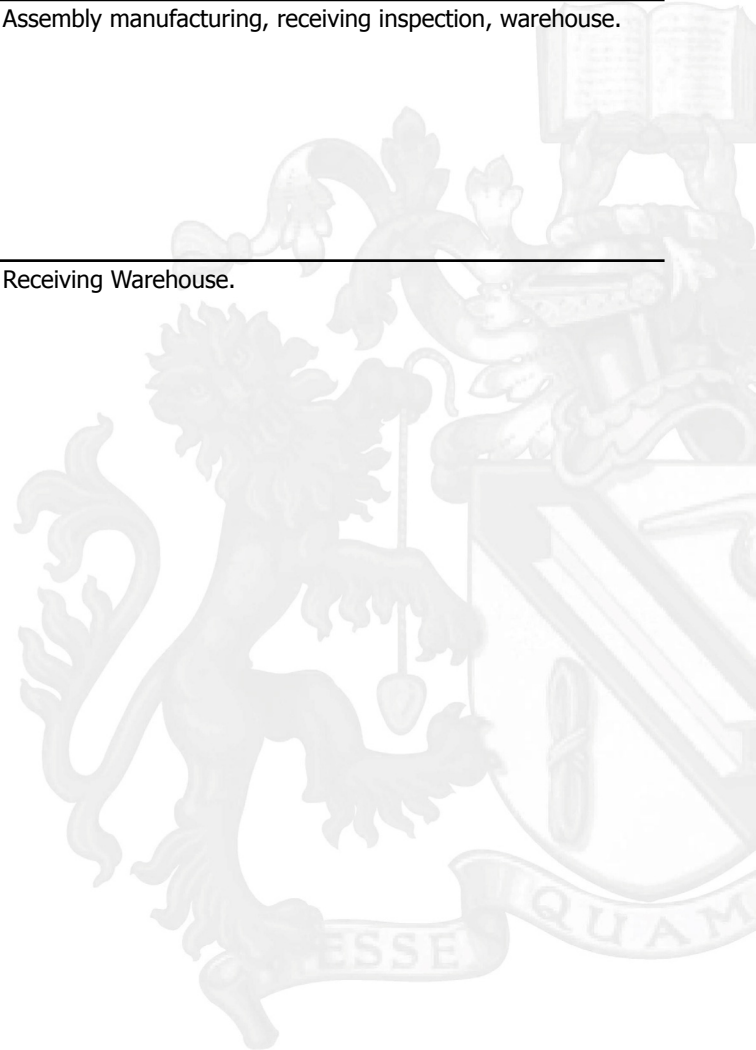 Assembly manufacturing, receiving inspection, warehouse.
Receiving Warehouse.
ESSE
QUAM